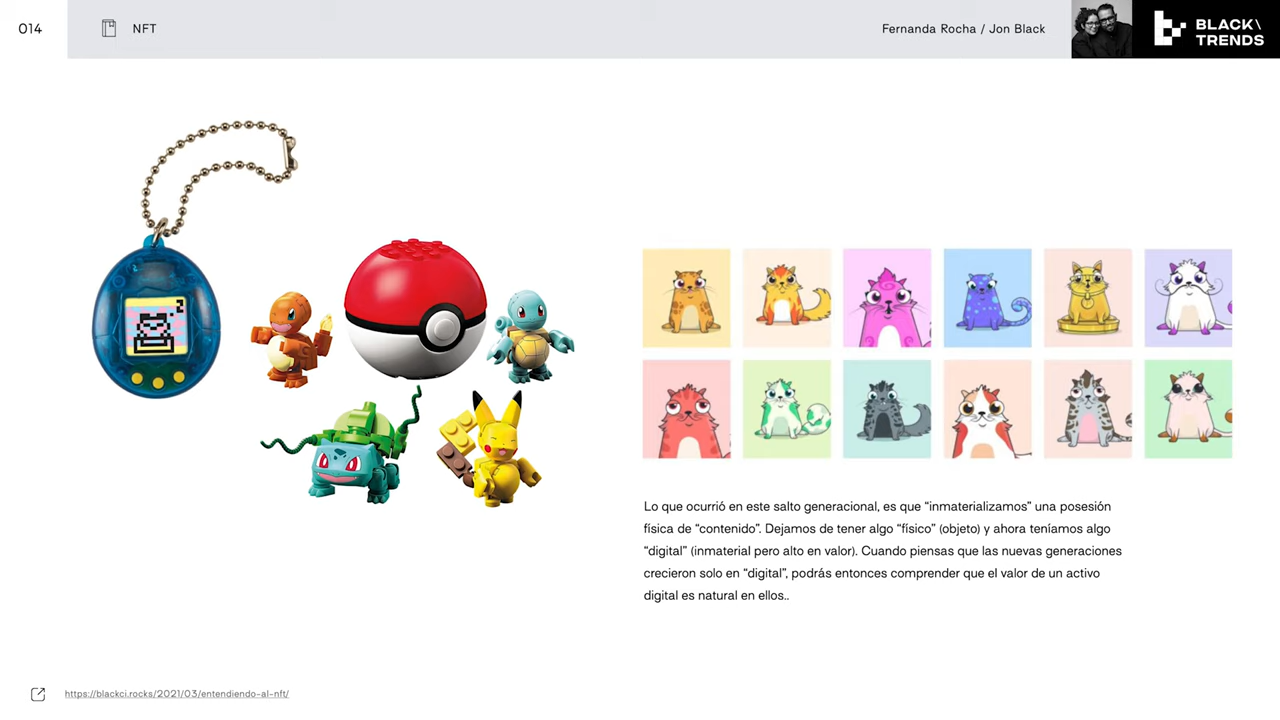 014
NFT
Fernanda Rocha / Jon Black
BLACK\
TRENDS
Lo que ocurrió en este salto generacional, es que “inmaterializamos” una posesión
física de “contenido”. Dejamos de tener algo “físico” (objeto) y ahora teníamos algo
“digital” (inmaterial pero alto en valor). Cuando piensas que las nuevas generaciones
crecieron solo en “digital”, podrás entonces comprender que el valor de un activo
digital es natural en ellos..
https://blackci.rocks/2021/03/entendiendo-al-nft/